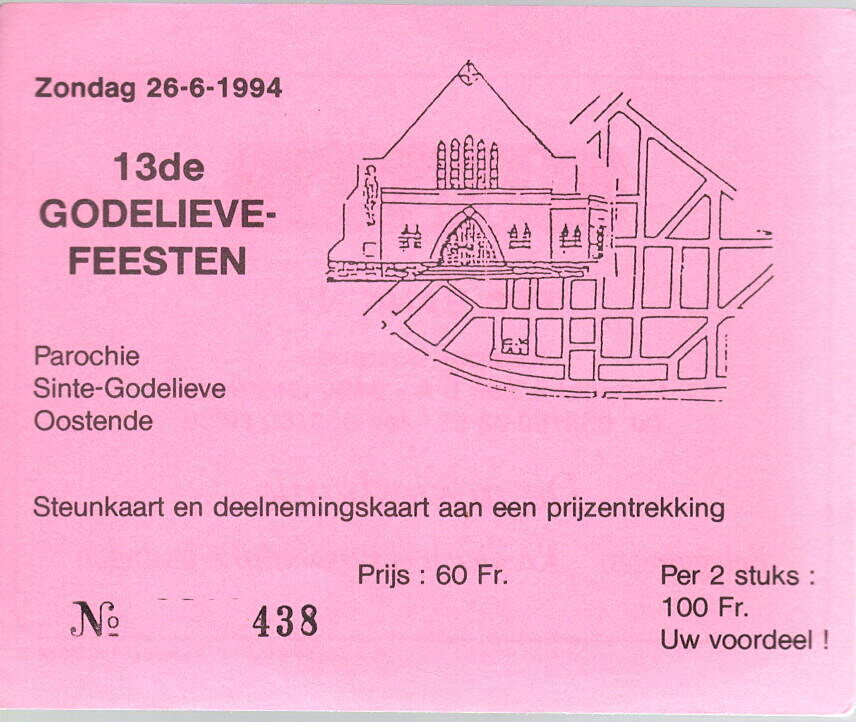 Zondag 26-6-1994
13de
GODELIEVE-
FEESTEN
Parochie
Sinte-Godelieve
Oostende
Steunkaart en deelnemingskaart aan een prijzentrekking
Prijs : 60 Fr.
Per 2 stuks :
100 Fr.
Uw voordeel !
№ 438